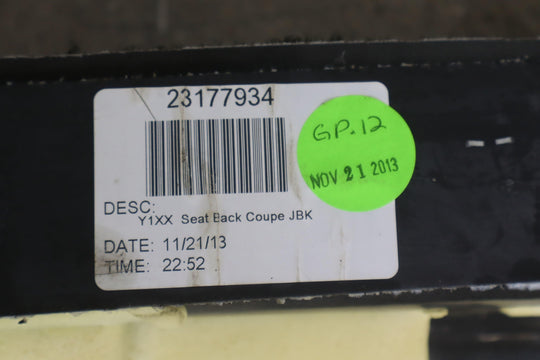 23177934
GP.12
NOV 21 2013
DESC:
Y1XX Seat Back Coupe JBK
DATE: 11/21/13
TIME: 22:52